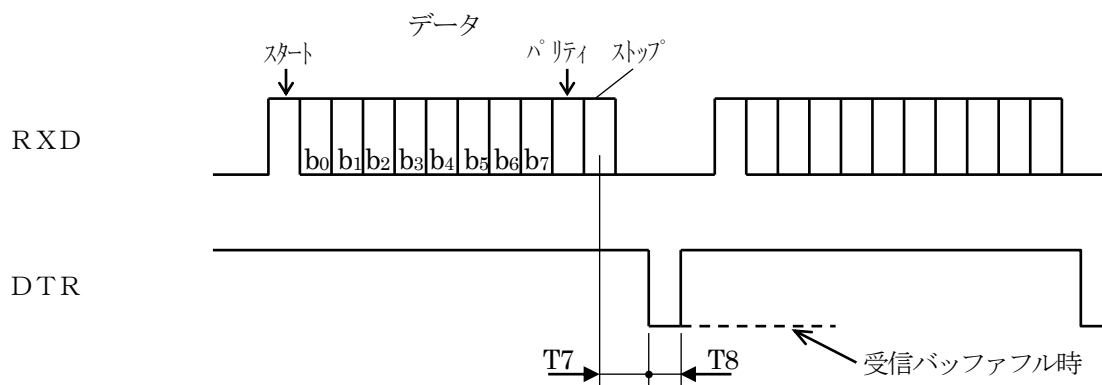 データ
スタート
パリティ
ストップ
RXD
b0 b1 b2 b3 b4 b5 b6 b7
DTR
T7
T8
受信バッファフル時